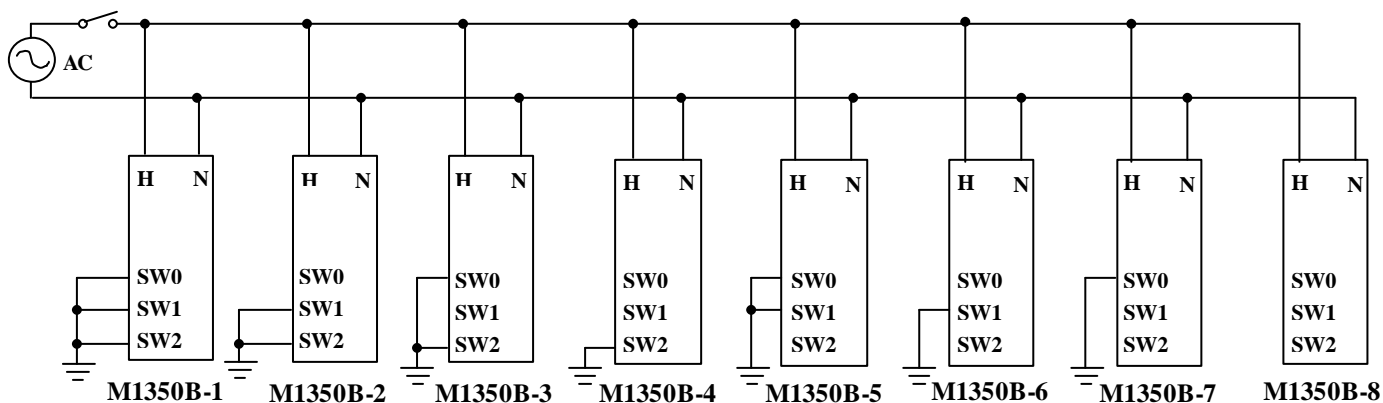 AC
H N
SW0
SW1
SW2
M1350B-1
H N
SW0
SW1
SW2
M1350B-2
H N
SW0
SW1
SW2
M1350B-3
H N
SW0
SW1
SW2
M1350B-4
H N
SW0
SW1
SW2
M1350B-5
H N
SW0
SW1
SW2
M1350B-6
H N
SW0
SW1
SW2
M1350B-7
H N
SW0
SW1
SW2
M1350B-8